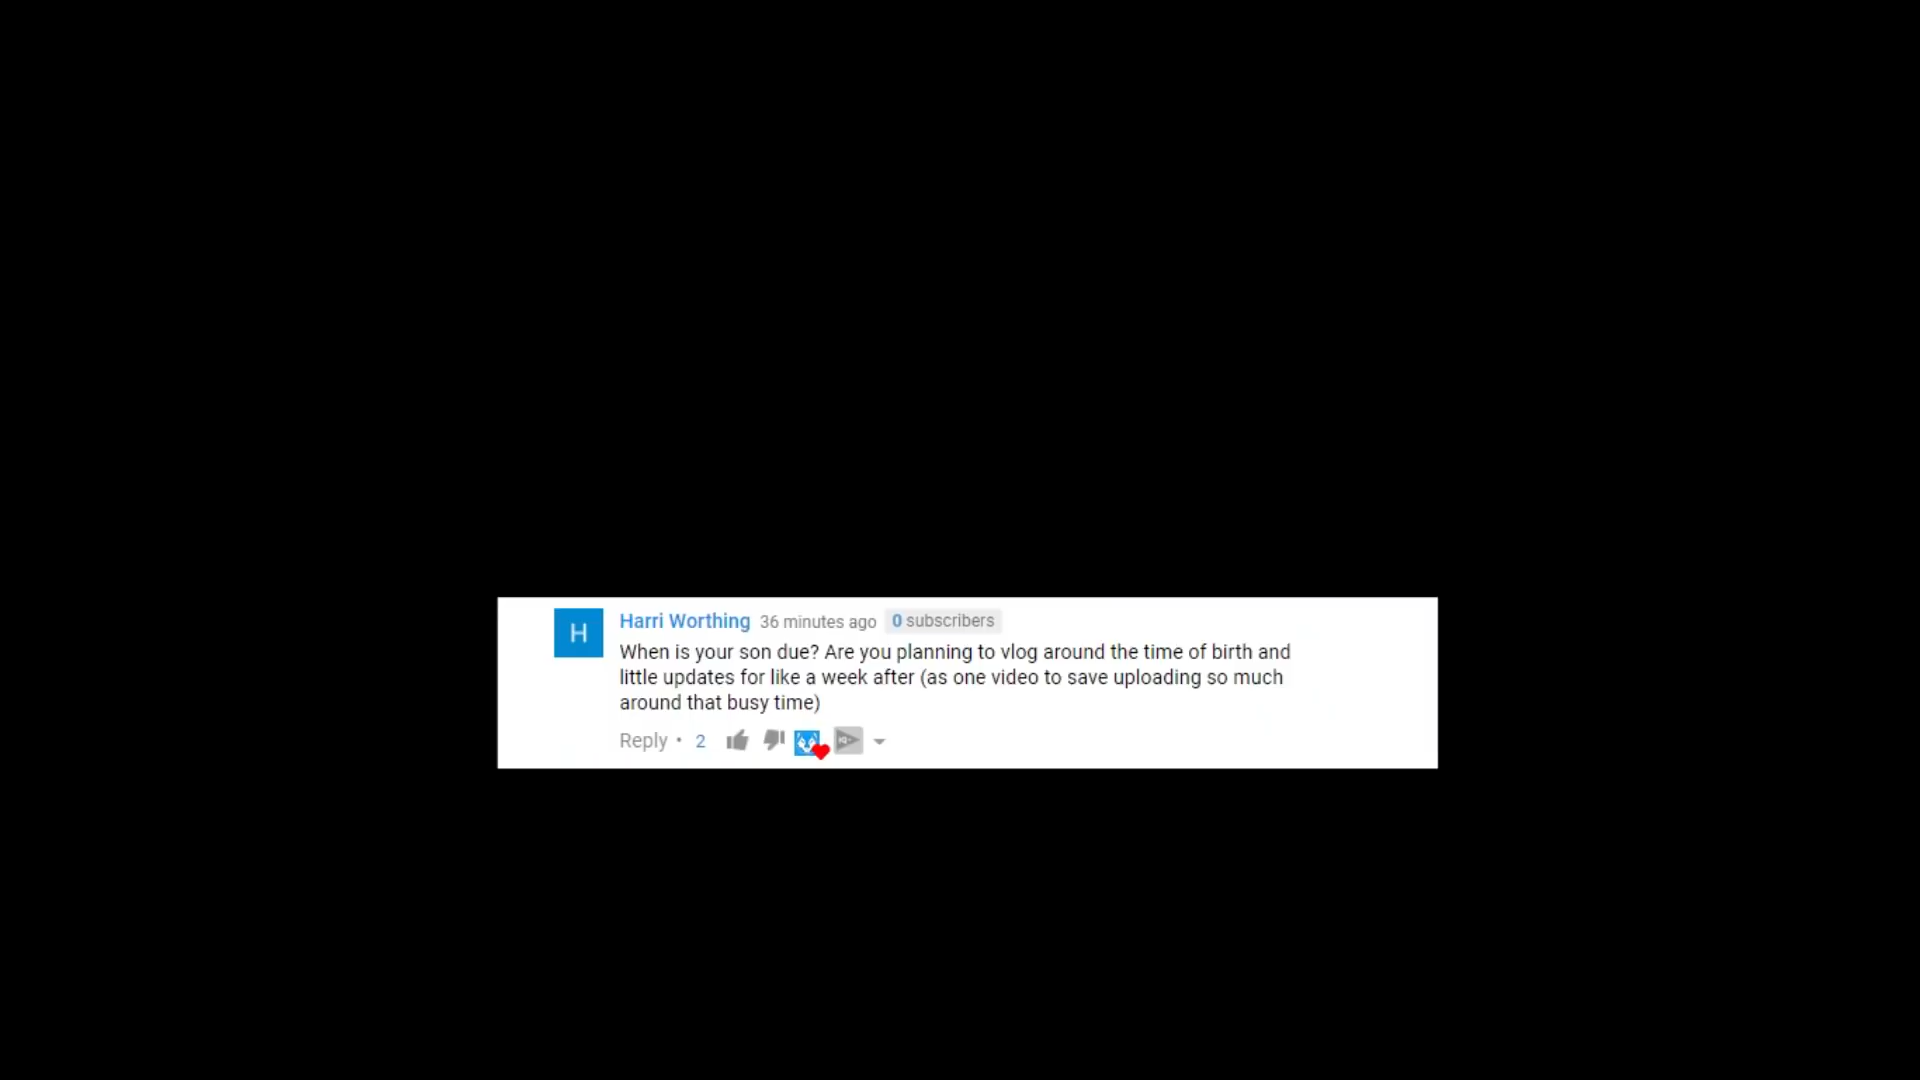 H
Harri Worthing 36 minutes ago 0 subscribers
When is your son due? Are you planning to vlog around the time of birth and
little updates for like a week after (as one video to save uploading so much
around that busy time)
Reply • 2